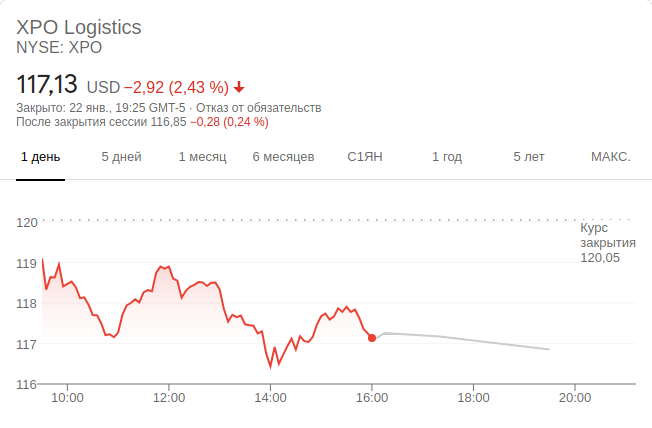 XPO Logistics
NYSE: XPO
117,13 USD −2,92 (2,43 %)
Закрыто: 22 янв., 19:25 GMT-5 · Отказ от обязательств
После закрытия сессии 116,85 −0,28 (0,24 %)
1 день 5 дней 1 месяц 6 месяцев С1ЯН 1 год 5 лет МАКС.
120
Курс
закрытия
120,05
119
118
117
116
10:00 12:00 14:00 16:00 18:00 20:00